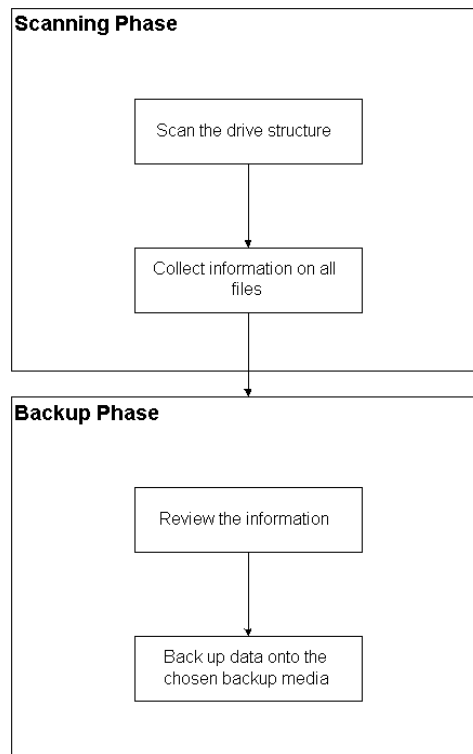 Scanning Phase
Scan the drive structure
Collect information on all
files
Backup Phase
Review the information
Back up data onto the
chosen backup media